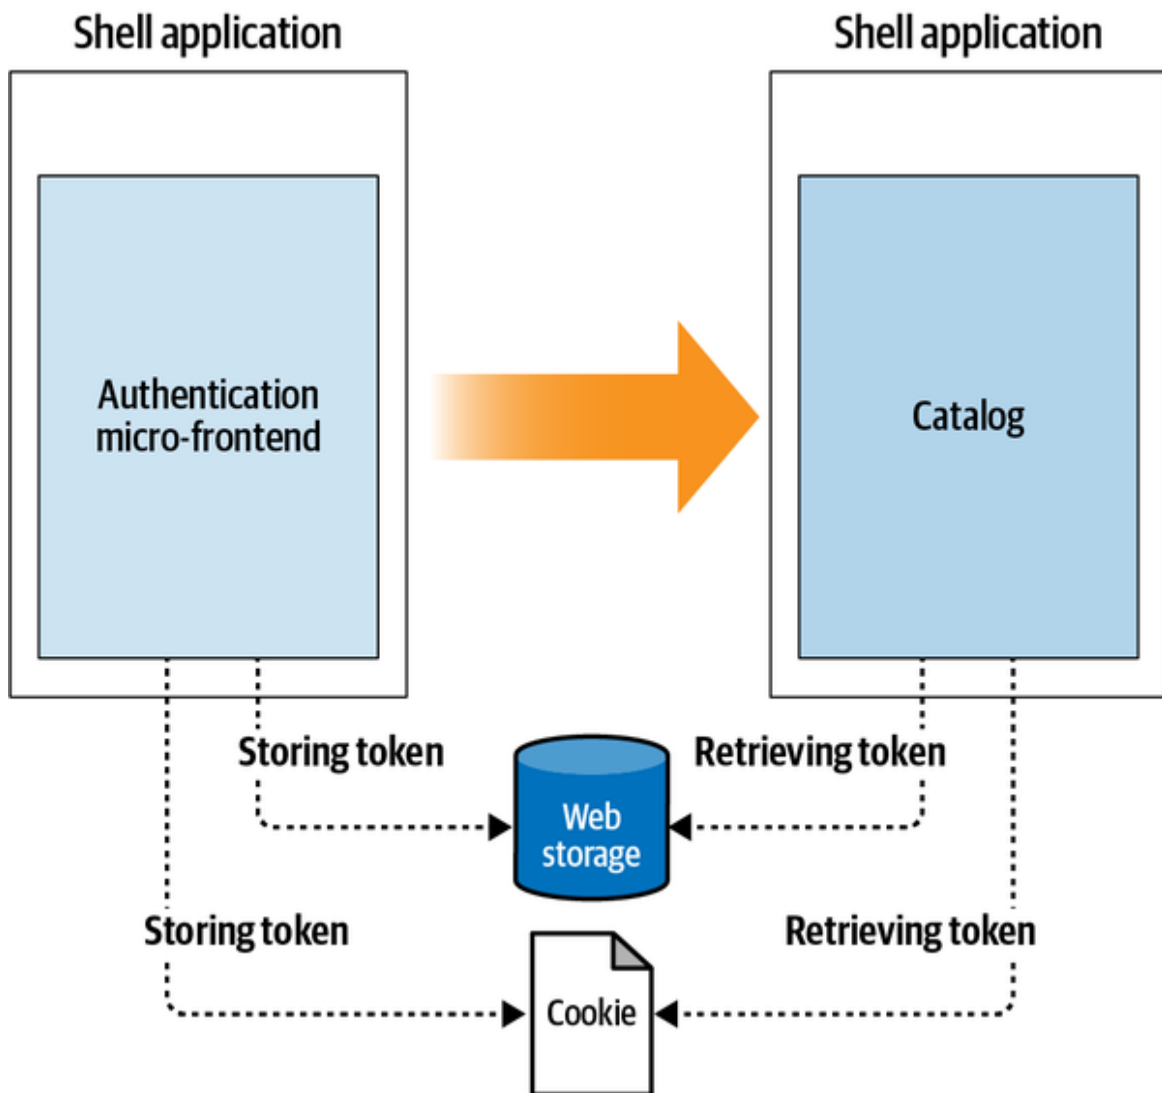 Shell application
Shell application
Authentication
micro-frontend
Catalog
Storing token
Retrieving token
Web
storage
Storing token
Retrieving token
Cookie